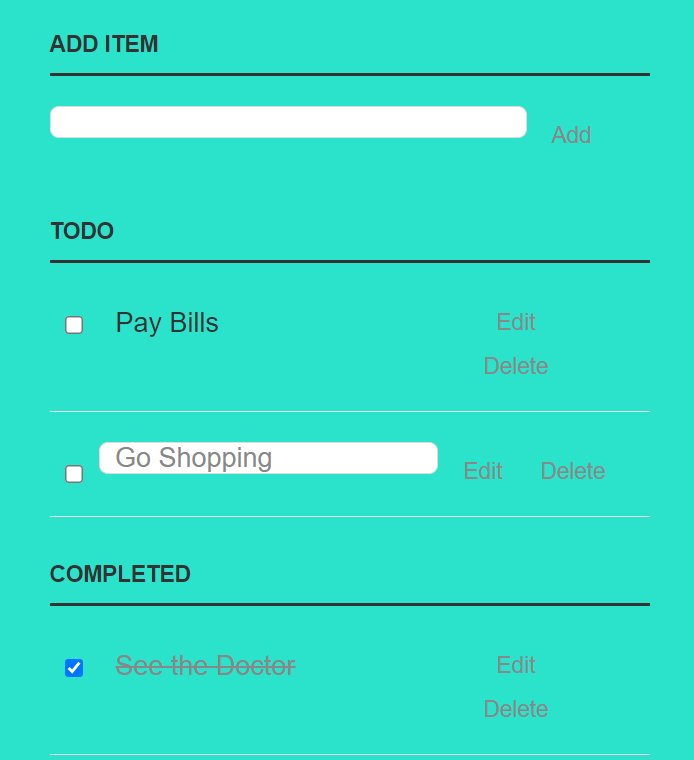 ADD ITEM
Add
TODO
Pay Bills Edit
Delete
Go Shopping Edit Delete
COMPLETED
See the Doctor Edit
Delete